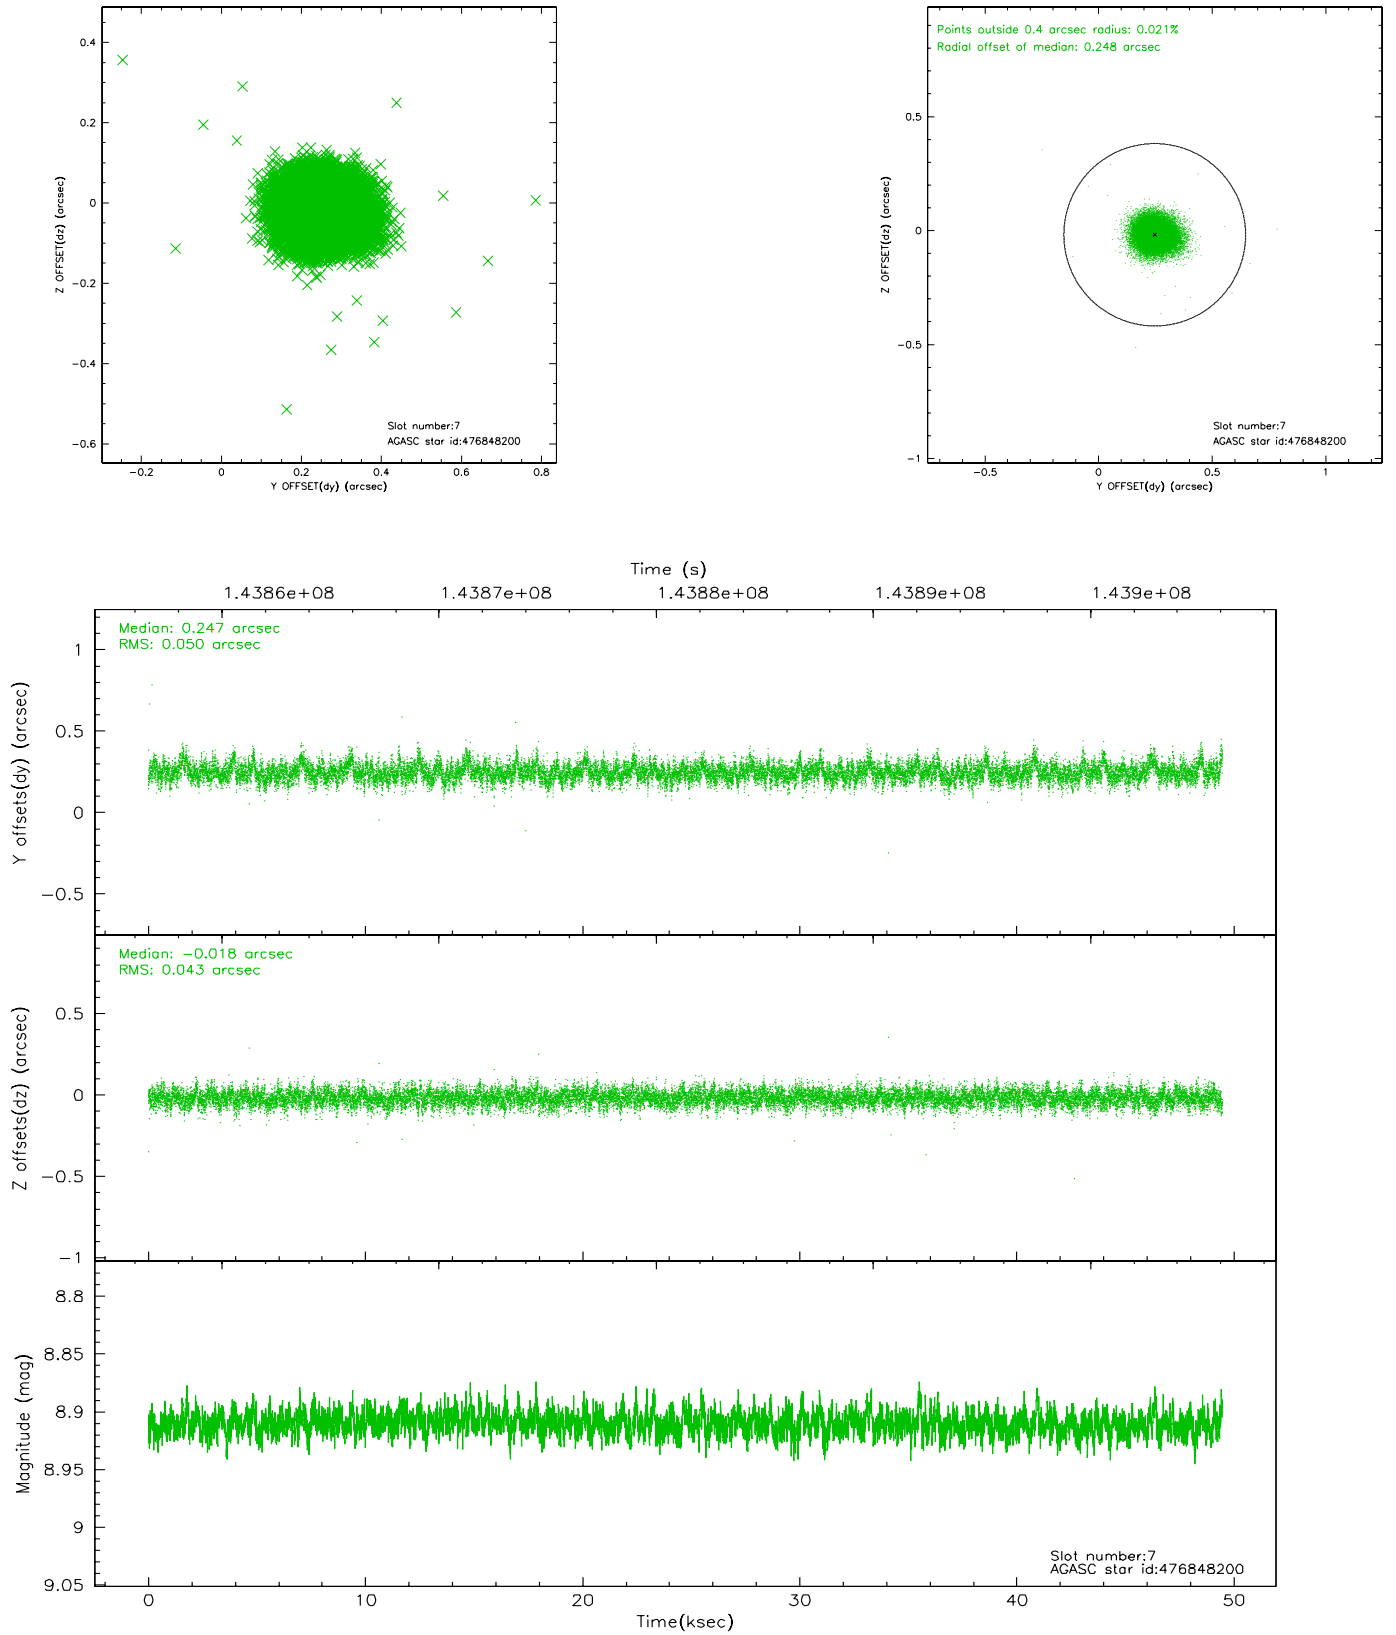 0.4
0.2
0
−0.2
−0.4
−0.6
Z OFFSET(dz) (arcsec)
−0.2 0 0.2 0.4 0.6 0.8
Y OFFSET(dy) (arcsec)
Slot number:7
AGASC star id:476848200
Points outside 0.4 arcsec radius: 0.021%
Radial offset of median: 0.248 arcsec
0.5
0
−0.5
−1
Z OFFSET(dz) (arcsec)
−0.5 0 0.5 1
Y OFFSET(dy) (arcsec)
Slot number:7
AGASC star id:476848200
Time (s)
1.4386e+08 1.4387e+08 1.4388e+08 1.4389e+08 1.439e+08
Median: 0.247 arcsec
RMS: 0.050 arcsec
1
0.5
0
−0.5
Y offsets(dy) (arcsec)
Median: −0.018 arcsec
RMS: 0.043 arcsec
0.5
0
−0.5
−1
Z offsets(dz) (arcsec)
8.8
8.85
8.9
8.95
9
9.05
Magnitude (mag)
Slot number:7
AGASC star id:476848200
0 10 20 30 40 50
Time(ksec)